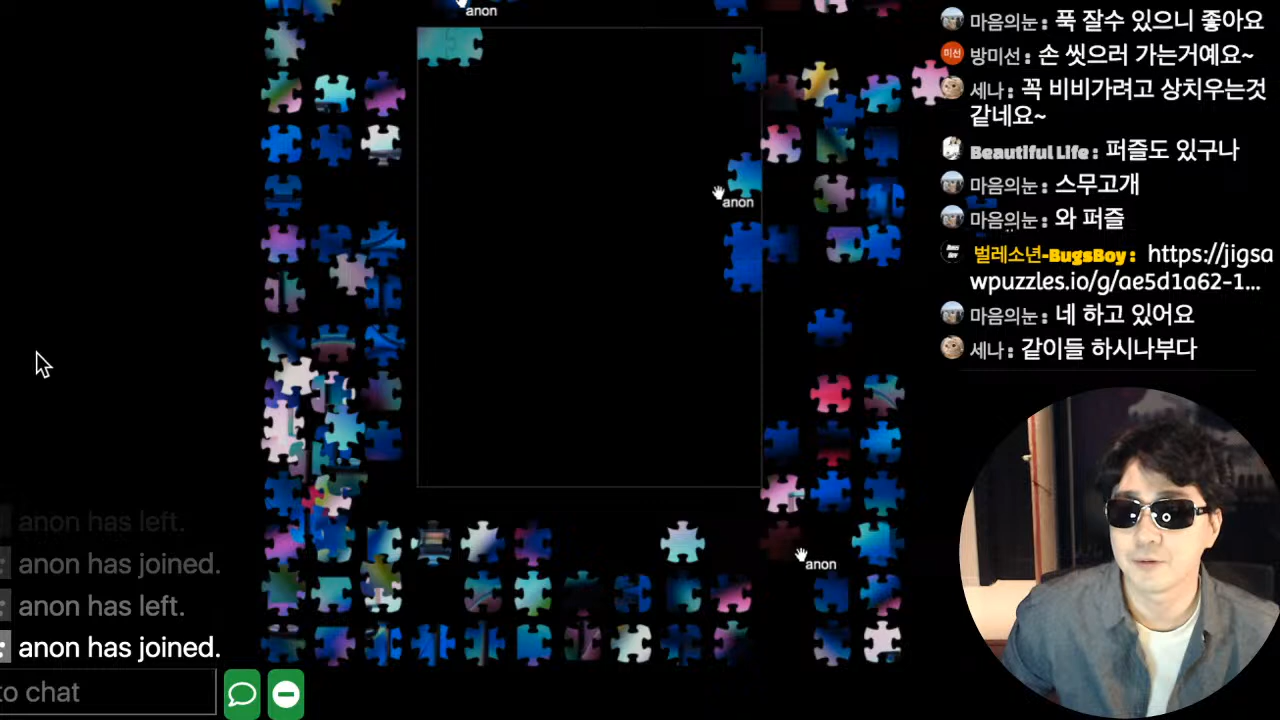 anon
anon
anon
anon has left.
anon has joined.
anon has left.
anon has joined.
to chat
마음의눈 : 푹 잘수 있으니 좋아요
미선 방미선 : 손 씻으러 가는거예요~
세나 : 꼭 비비가려고 상치우는것
같네요~
Beautiful Life : 퍼즐도 있구나
마음의눈 : 스무고개
마음의눈 : 와 퍼즐
벌레소년-BugsBoy : https://jigsa
wpuzzles.io/g/ae5d1a62-1...
마음의눈 : 네 하고 있어요
세나 : 같이들 하시나부다